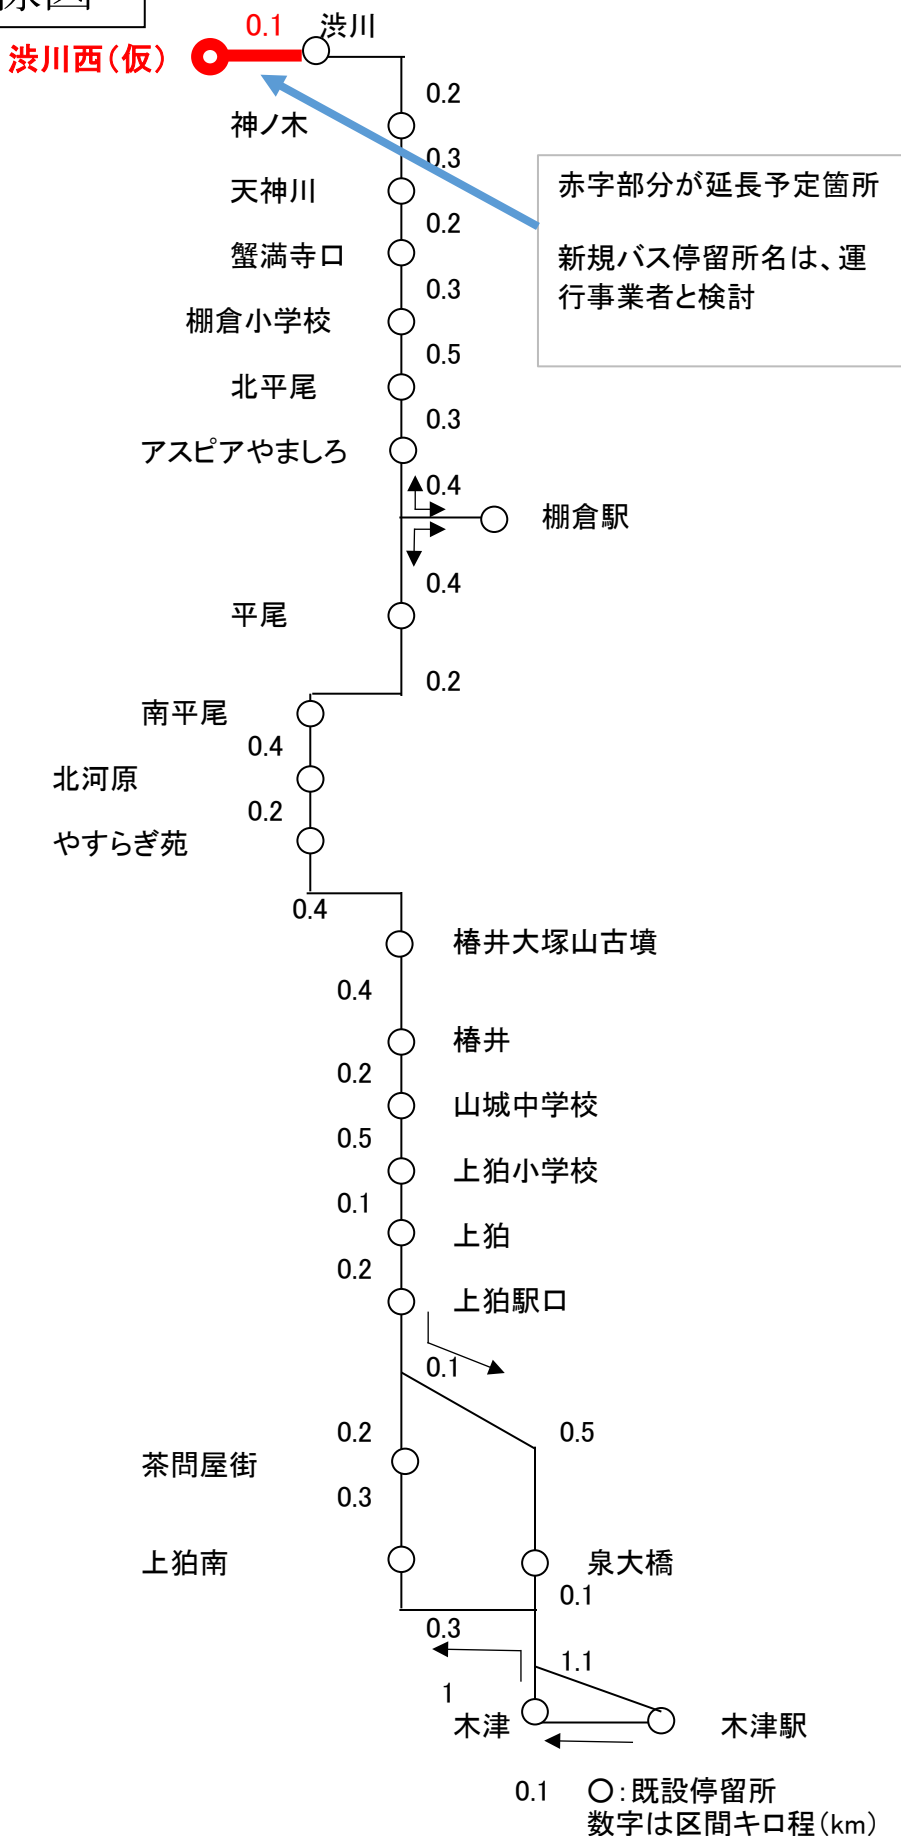 0.1
渋川
渋川西(仮)
0.2
神ノ木
0.3
赤字部分が延長予定箇所
天神川
0.2
新規バス停留所名は、運
行事業者と検討
蟹満寺口
0.3
棚倉小学校
0.5
北平尾
0.3
アスピアやましろ
0.4
棚倉駅
0.4
平尾
0.2
南平尾
0.4
北河原
0.2
やすらぎ苑
0.4
椿井大塚山古墳
0.4
椿井
0.2
山城中学校
0.5
上狛小学校
0.1
上狛
0.2
上狛駅口
0.1
0.2
0.5
茶問屋街
0.3
上狛南
泉大橋
0.1
0.3
1.1
1
木津
木津駅
0.1 ○:既設停留所
数字は区間キロ程(km)